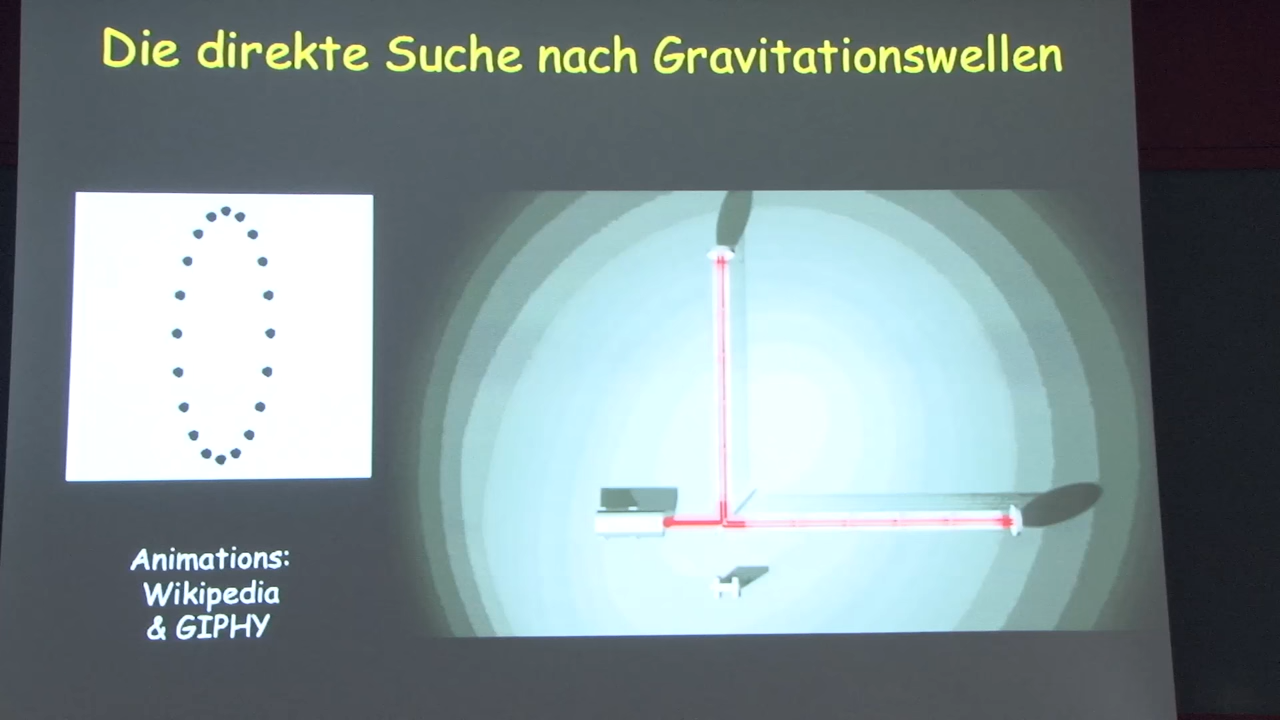 Die direkte Suche nach Gravitationswellen
Animations:
Wikipedia
& GIPHY